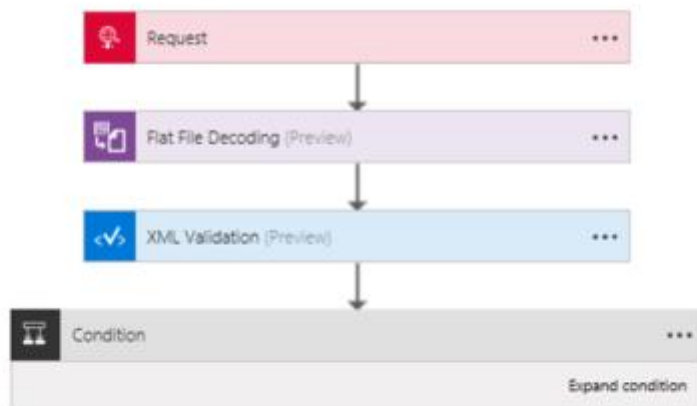 Request
Flat File Decoding (Preview)
XML Validation (Preview)
Condition
Expand condition